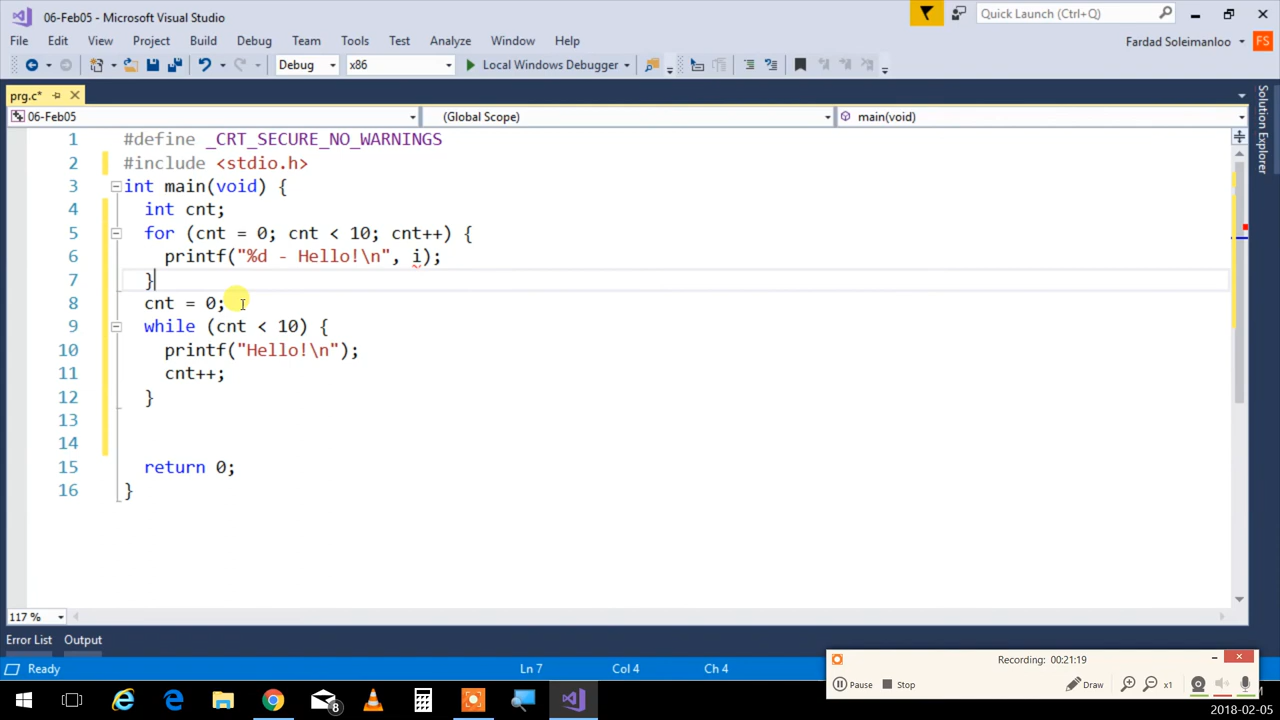 06-Feb05 - Microsoft Visual Studio
Quick Launch (Ctrl+Q)
File Edit View Project Build Debug Team Tools Test Analyze Window Help
Fardad Soleimanloo FS
Debug x86 Local Windows Debugger
prg.c*
06-Feb05 (Global Scope) main(void)
Solution Explorer
1 #define _CRT_SECURE_NO_WARNINGS
2 #include <stdio.h>
3 int main(void) {
4 int cnt;
5 for (cnt = 0; cnt < 10; cnt++) {
6 printf("%d - Hello!\n", i);
7 }
8 cnt = 0;
9 while (cnt < 10) {
10 printf("Hello!\n");
11 cnt++;
12 }
13
14
15 return 0;
16 }
117 %
Error List Output
Ready Ln 7 Col 4 Ch 4
Recording: 00:21:19
Pause Stop Draw x1
8
2018-02-05